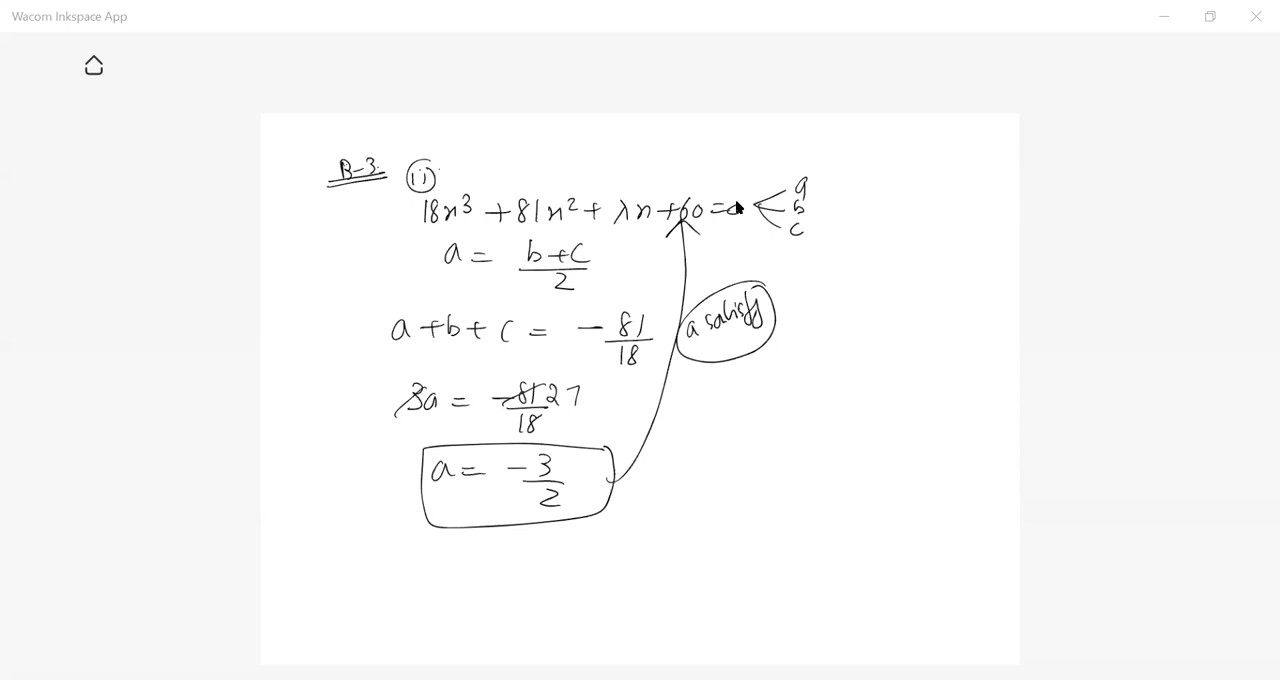 Wacom Inkspace App
B-3. (ii)
18x³ + 81x² + λx + 60 = 0 < a b c
a = b + c / 2
a + b + c = - 81 / 18
a satisfy
3a = - 81 27 / 18
a = - 3 / 2